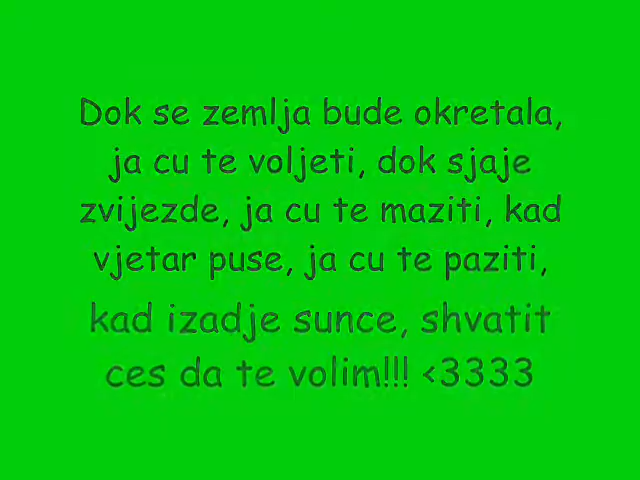 Dok se zemlja bude okretala,
ja cu te voljeti, dok sjaje
zvijezde, ja cu te maziti, kad
vjetar puse, ja cu te paziti,
kad izadje sunce, shvatit
ces da te volim!!! <3333